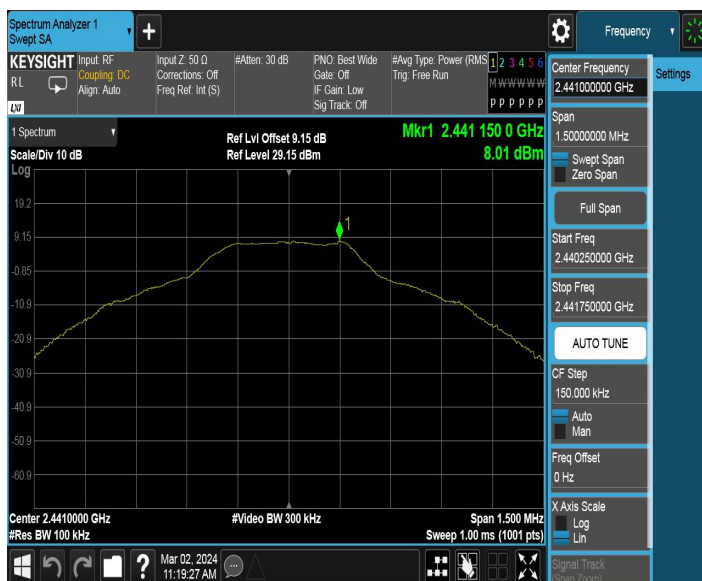 Spectrum Analyzer 1
Swept SA
+
Frequency
KEYSIGHT
RL
LXI
Input: RF
Coupling: DC
Align: Auto
Input Z: 50 Ω
Corrections: Off
Freq Ref: Int (S)
#Atten: 30 dB
PNO: Best Wide
Gate: Off
IF Gain: Low
Sig Track: Off
#Avg Type: Power (RMS
Trig: Free Run
1 2 3 4 5 6
M W W W W W
P P P P P P
1 Spectrum
Scale/Div 10 dB
Log
Ref Lvl Offset 9.15 dB
Ref Level 29.15 dBm
Mkr1 2.441 150 0 GHz
8.01 dBm
1
19.2
9.15
-0.85
-10.9
-20.9
-30.9
-40.9
-50.9
-60.9
Center 2.4410000 GHz
#Res BW 100 kHz
#Video BW 300 kHz
Span 1.500 MHz
Sweep 1.00 ms (1001 pts)
Center Frequency
2.441000000 GHz
Span
1.50000000 MHz
Swept Span
Zero Span
Full Span
Start Freq
2.440250000 GHz
Stop Freq
2.441750000 GHz
AUTO TUNE
CF Step
150.000 kHz
Auto
Man
Freq Offset
0 Hz
X Axis Scale
Log
Lin
Signal Track
(Span Zoom)
Settings
?
Mar 02, 2024
11:19:27 AM